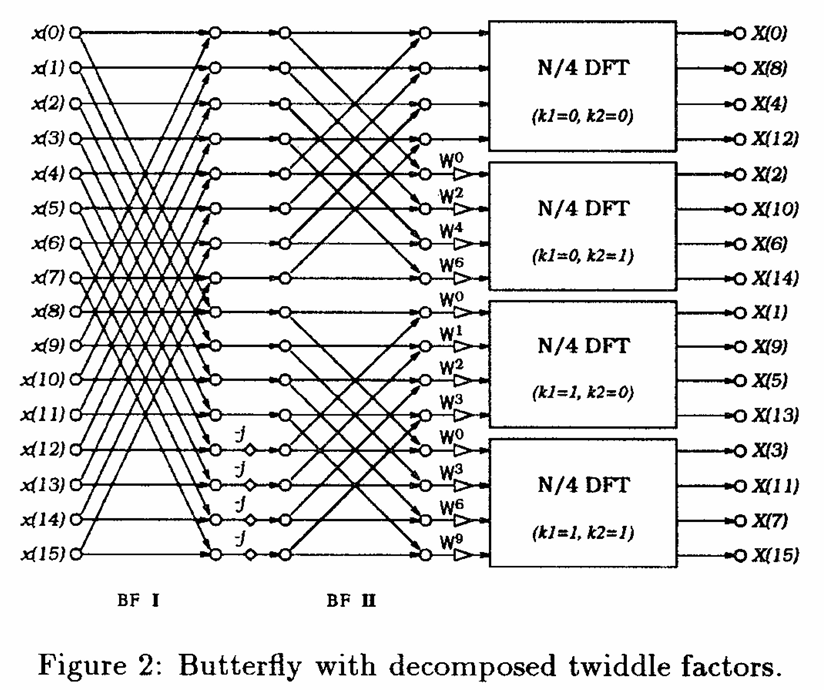 x(0) N/4 DFT X(0)
x(1) X(8)
x(2) (k1=0, k2=0) X(4)
x(3) X(12)
x(4) W⁰ X(2)
x(5) W² N/4 DFT X(10)
x(6) W⁴ (k1=0, k2=1) X(6)
x(7) W⁶ X(14)
x(8) W⁰ X(1)
x(9) W¹ N/4 DFT X(9)
x(10) W² (k1=1, k2=0) X(5)
x(11) W³ X(13)
x(12) -j W⁰ X(3)
x(13) -j W³ N/4 DFT X(11)
x(14) -j W⁶ (k1=1, k2=1) X(7)
x(15) -j W⁹ X(15)
BF I BF II
Figure 2: Butterfly with decomposed twiddle factors.